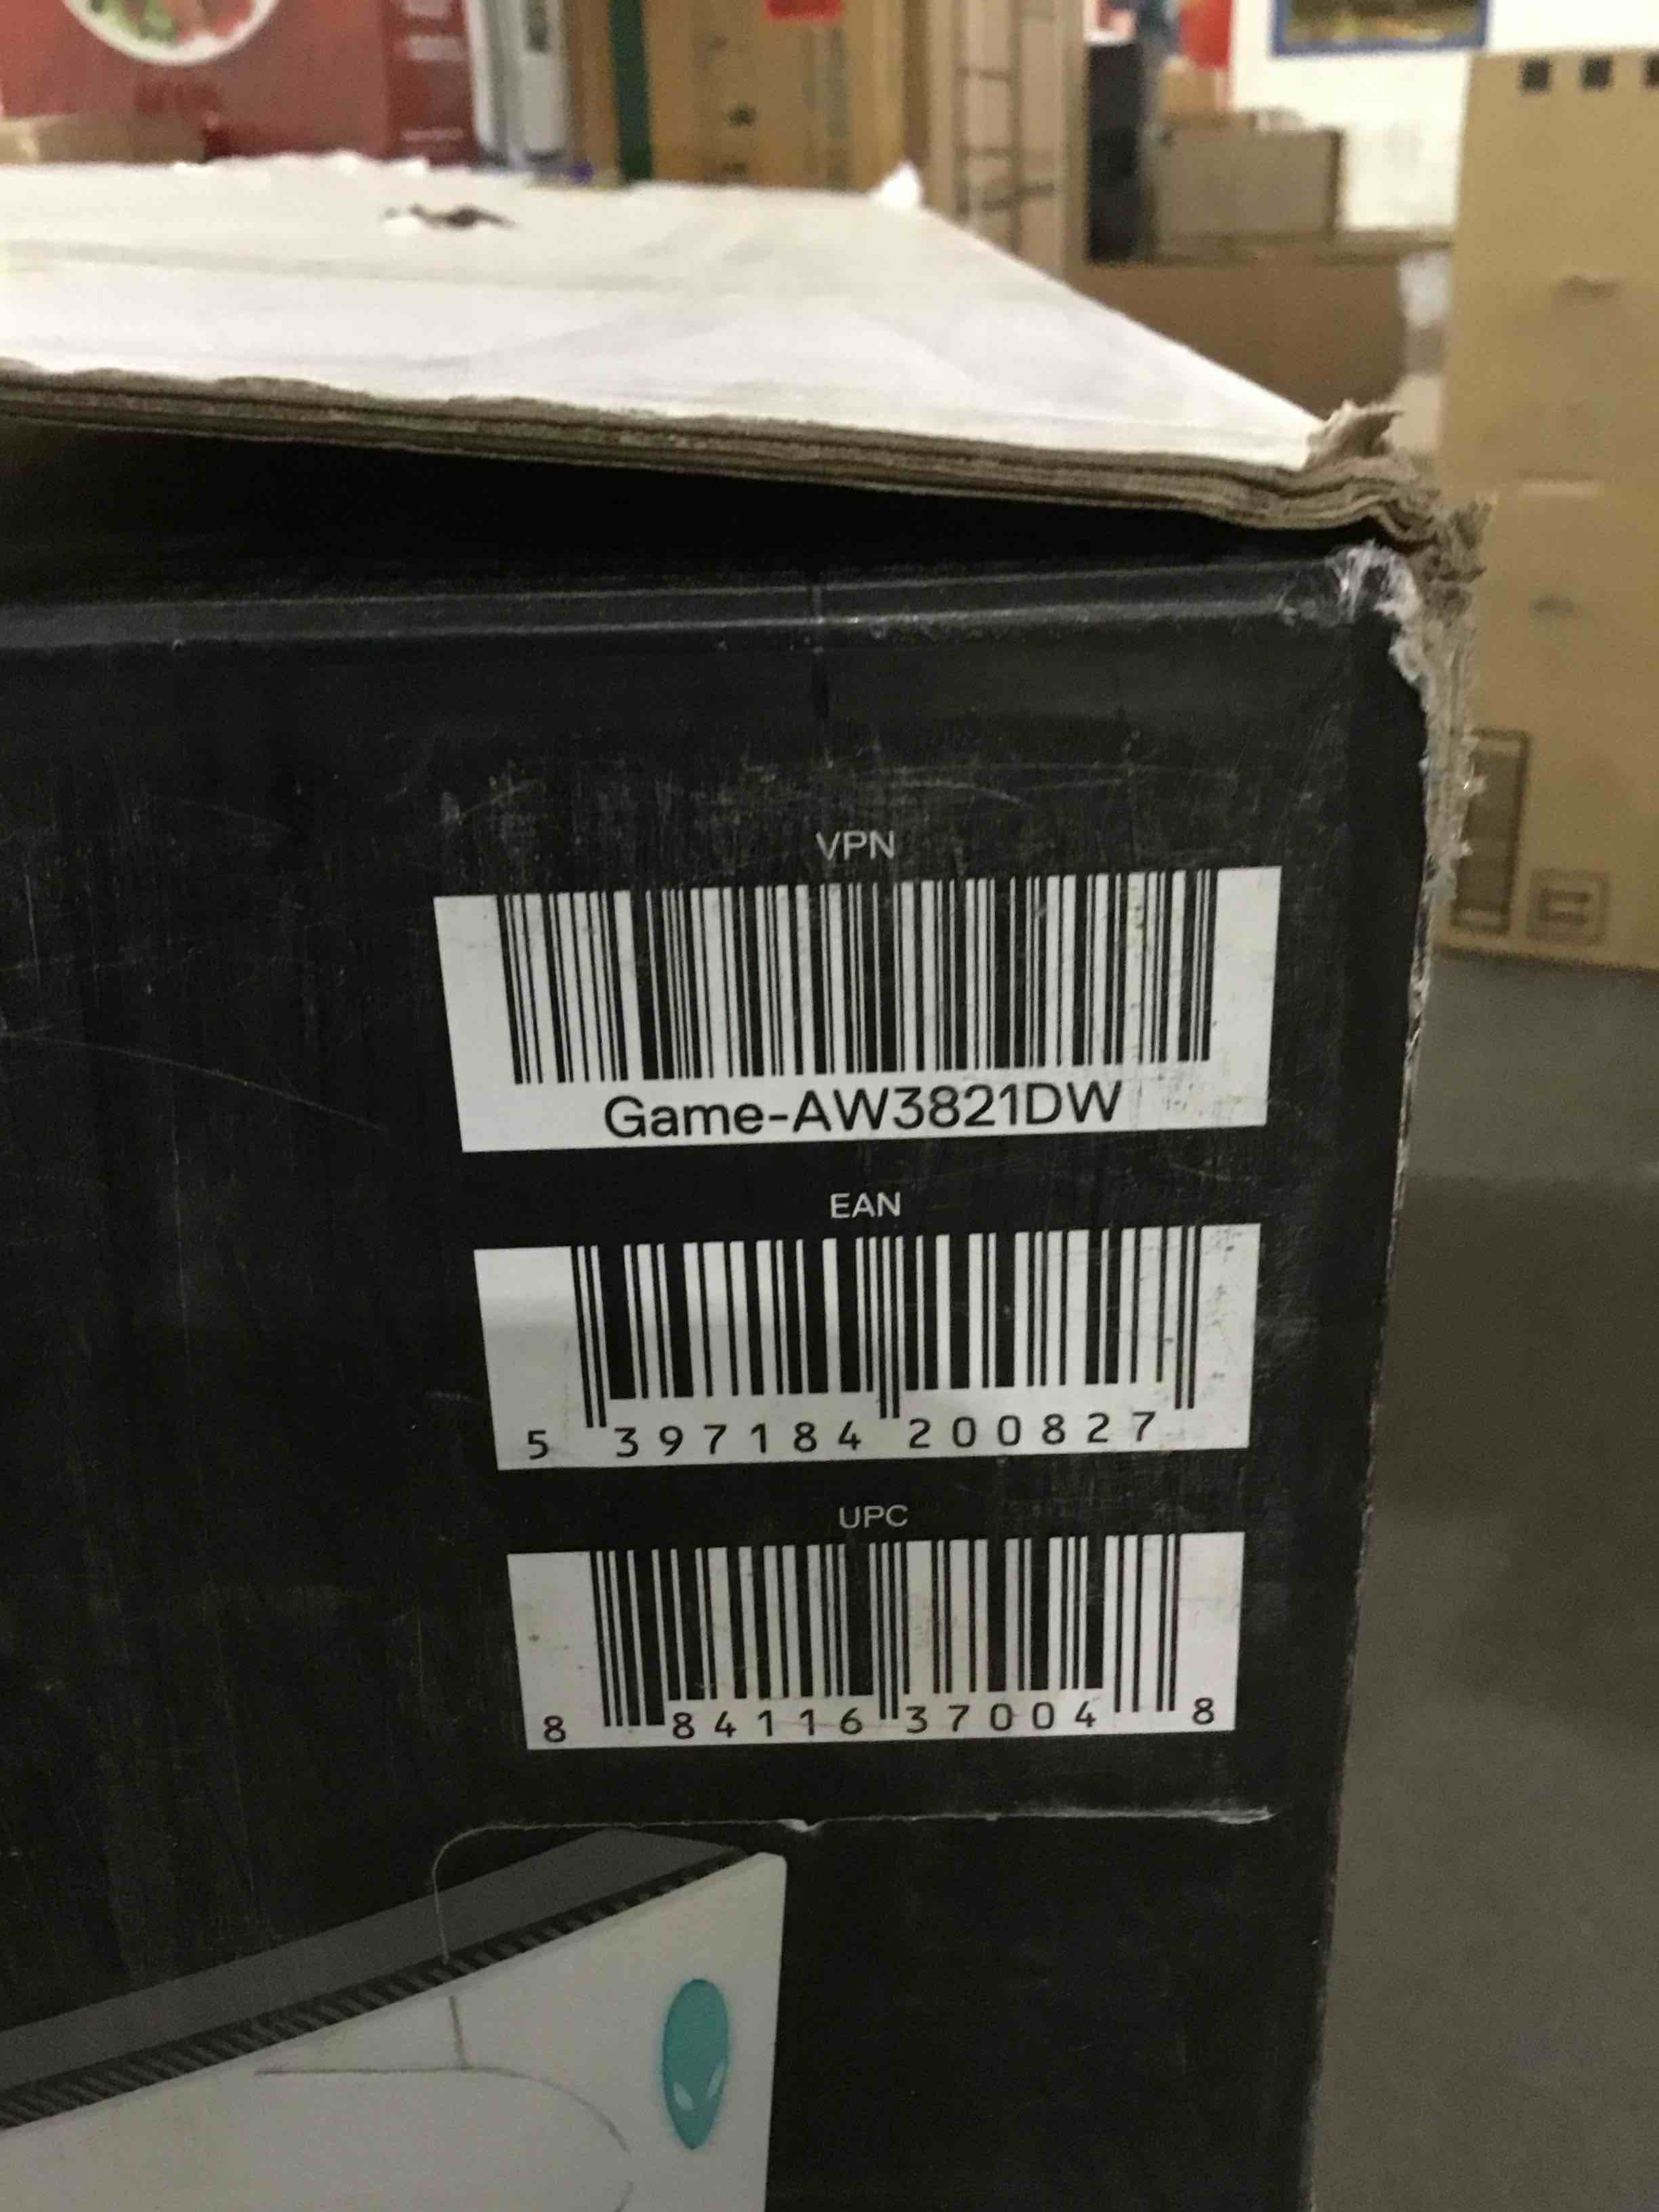 VPN
Game-AW3821DW
EAN
5 397184 200827
UPC
8 84116 37004 8